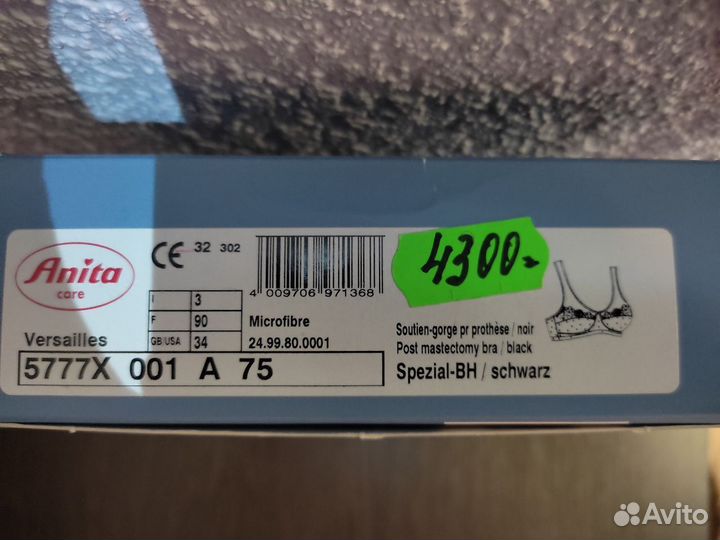 Anita
care
CE 32 302
4 009706 971368
4300=
I 3
F 90
GB/USA 34
Microfibre
24.99.80.0001
Versailles
5777X 001 A 75
Soutien-gorge pr prothèse / noir
Post mastectomy bra / black
Spezial-BH / schwarz
Avito